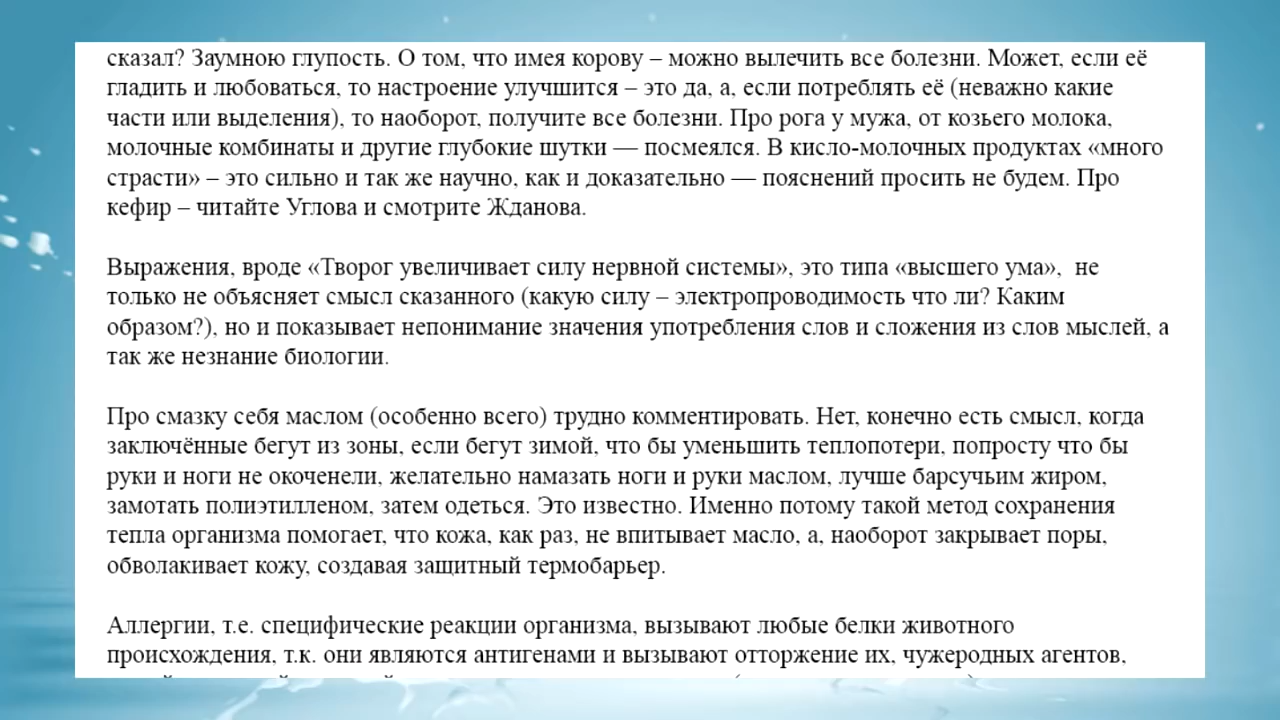 сказал? Заумною глупость. О том, что имея корову – можно вылечить все болезни. Может, если её
гладить и любоваться, то настроение улучшится – это да, а, если потреблять её (неважно какие
части или выделения), то наоборот, получите все болезни. Про рога у мужа, от козьего молока,
молочные комбинаты и другие глубокие шутки — посмеялся. В кисло-молочных продуктах «много
страсти» – это сильно и так же научно, как и доказательно — пояснений просить не будем. Про
кефир – читайте Углова и смотрите Жданова.
Выражения, вроде «Творог увеличивает силу нервной системы», это типа «высшего ума»,  не
только не объясняет смысл сказанного (какую силу – электропроводимость что ли? Каким
образом?), но и показывает непонимание значения употребления слов и сложения из слов мыслей, а
так же незнание биологии.
Про смазку себя маслом (особенно всего) трудно комментировать. Нет, конечно есть смысл, когда
заключённые бегут из зоны, если бегут зимой, что бы уменьшить теплопотери, попросту что бы
руки и ноги не окоченели, желательно намазать ноги и руки маслом, лучше барсучьим жиром,
замотать полиэтилленом, затем одеться. Это известно. Именно потому такой метод сохранения
тепла организма помогает, что кожа, как раз, не впитывает масло, а, наоборот закрывает поры,
обволакивает кожу, создавая защитный термобарьер.
Аллергии, т.е. специфические реакции организма, вызывают любые белки животного
происхождения, т.к. они являются антигенами и вызывают отторжение их, чужеродных агентов,